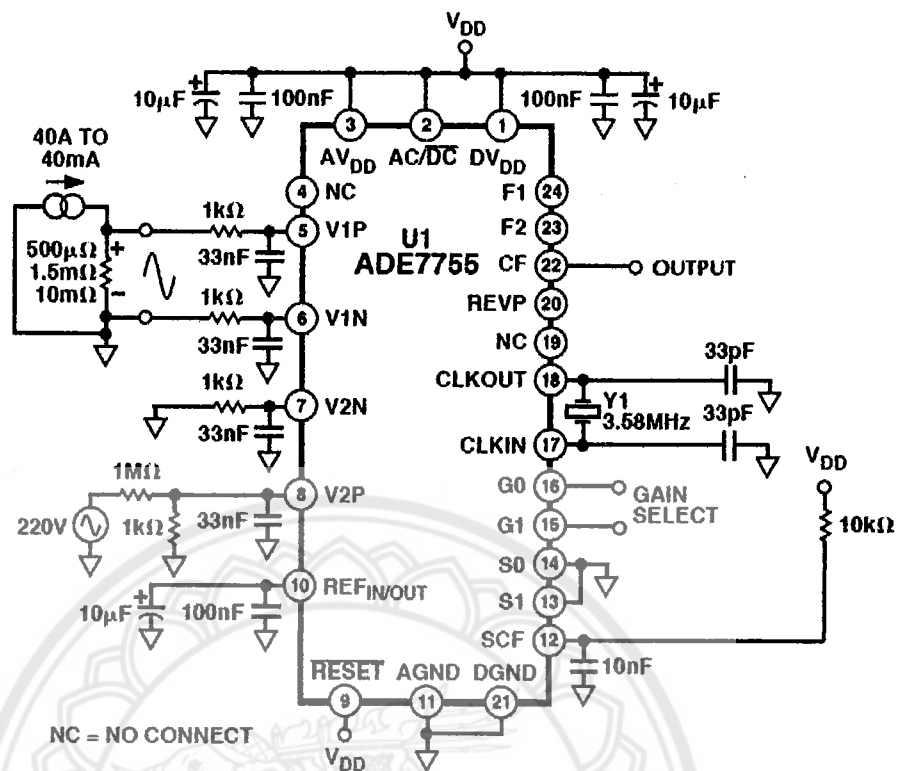 VDD
10µF
+
100nF
100nF
+
10µF
3
2
1
AVDD
AC/DC
DVDD
40A TO
40mA
4
NC
F1
24
1kΩ
5
V1P
U1
ADE7755
F2
23
33nF
CF
22
OUTPUT
500µΩ
+
1.5mΩ
10mΩ
−
REVP
20
1kΩ
6
V1N
NC
19
33nF
CLKOUT
18
33pF
1kΩ
7
V2N
Y1
3.58MHz
33nF
33pF
CLKIN
17
VDD
1MΩ
8
V2P
G0
16
GAIN
SELECT
220V
1kΩ
33nF
G1
15
10kΩ
S0
14
10
REFIN/OUT
10µF
+
100nF
S1
13
SCF
12
10nF
RESET
AGND
DGND
9
11
21
NC = NO CONNECT
VDD